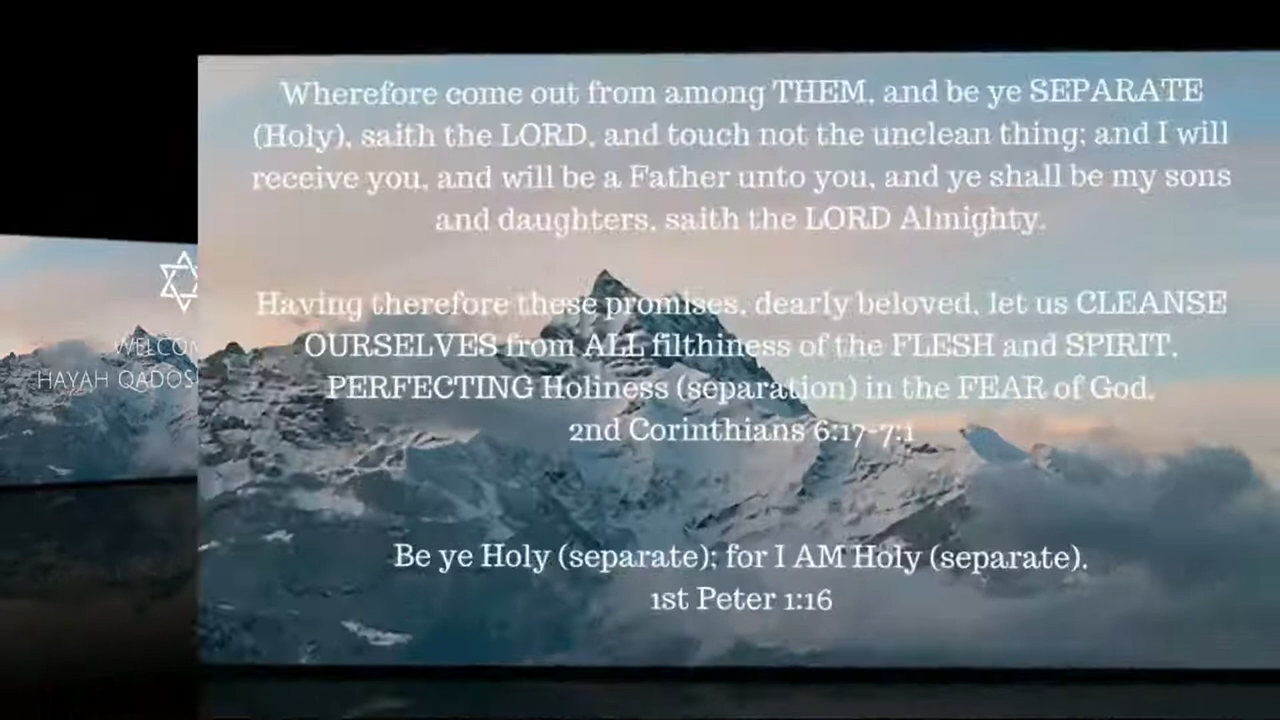 Wherefore come out from among THEM, and be ye SEPARATE
(Holy), saith the LORD, and touch not the unclean thing; and I will
receive you, and will be a Father unto you, and ye shall be my sons
and daughters, saith the LORD Almighty.
Having therefore these promises, dearly beloved, let us CLEANSE
OURSELVES from ALL filthiness of the FLESH and SPIRIT,
PERFECTING Holiness (separation) in the FEAR of God.
2nd Corinthians 6:17-7:1
Be ye Holy (separate); for I AM Holy (separate).
1st Peter 1:16
HAYAH